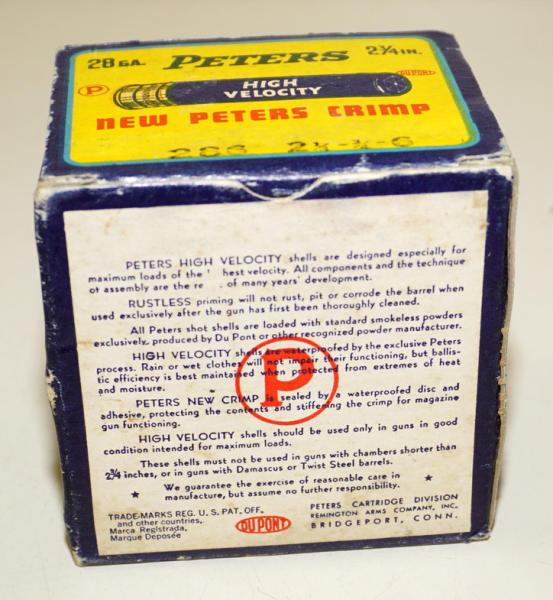 28 GA. PETERS 2¾ IN.
P HIGH VELOCITY DU PONT
NEW PETERS CRIMP
PETERS HIGH VELOCITY shells are designed especially for
maximum loads of the hest velocity. All components and the technique
of assembly are the re of many years' development.
RUSTLESS priming will not rust, pit or corrode the barrel when
used exclusively after the gun has first been thoroughly cleaned.
All Peters shot shells are loaded with standard smokeless powders
exclusively, produced by Du Pont or other recognized powder manufacturer.
HIGH VELOCITY shells are waterproofed by the exclusive Peters
process. Rain or wet clothes will not impair their functioning, but ballis-
tic efficiency is best maintained when protected from extremes of heat
and moisture.
P
PETERS NEW CRIMP is sealed by a waterproofed disc and
adhesive, protecting the contents and stiffening the crimp for magazine
gun functioning.
HIGH VELOCITY shells should be used only in guns in good
condition intended for maximum loads.
These shells must not be used in guns with chambers shorter than
2¾ inches, or in guns with Damascus or Twist Steel barrels.
We guarantee the exercise of reasonable care in
manufacture, but assume no further responsibility.
TRADE-MARKS REG. U. S. PAT. OFF.
and other countries.
Marca Registrada,
Marque Deposée
DU PONT
PETERS CARTRIDGE DIVISION
REMINGTON ARMS COMPANY, INC.
BRIDGEPORT, CONN.